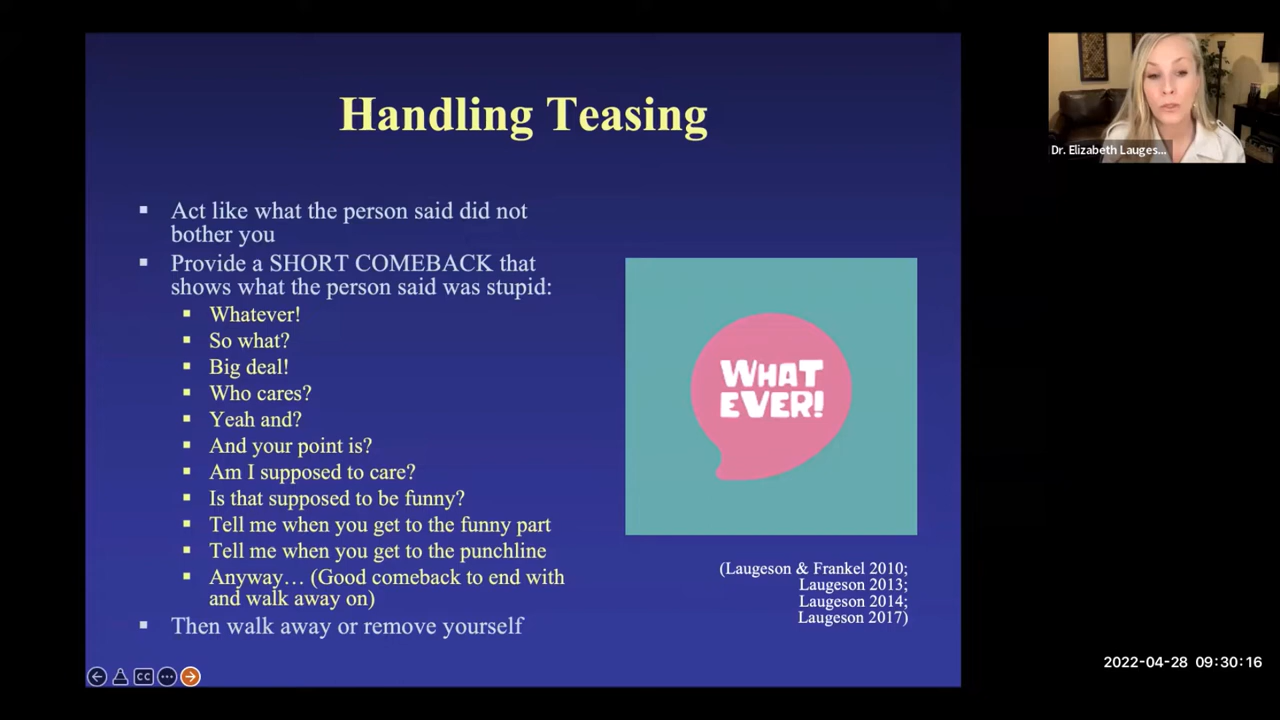 Handling Teasing
Act like what the person said did not
bother you
Provide a SHORT COMEBACK that
shows what the person said was stupid:
Whatever!
So what?
Big deal!
Who cares?
Yeah and?
And your point is?
Am I supposed to care?
Is that supposed to be funny?
Tell me when you get to the funny part
Tell me when you get to the punchline
Anyway… (Good comeback to end with
and walk away on)
Then walk away or remove yourself
WHAT
EVER!
(Laugeson & Frankel 2010;
Laugeson 2013;
Laugeson 2014;
Laugeson 2017)
CC
Dr. Elizabeth Lauges...
2022-04-28 09:30:16